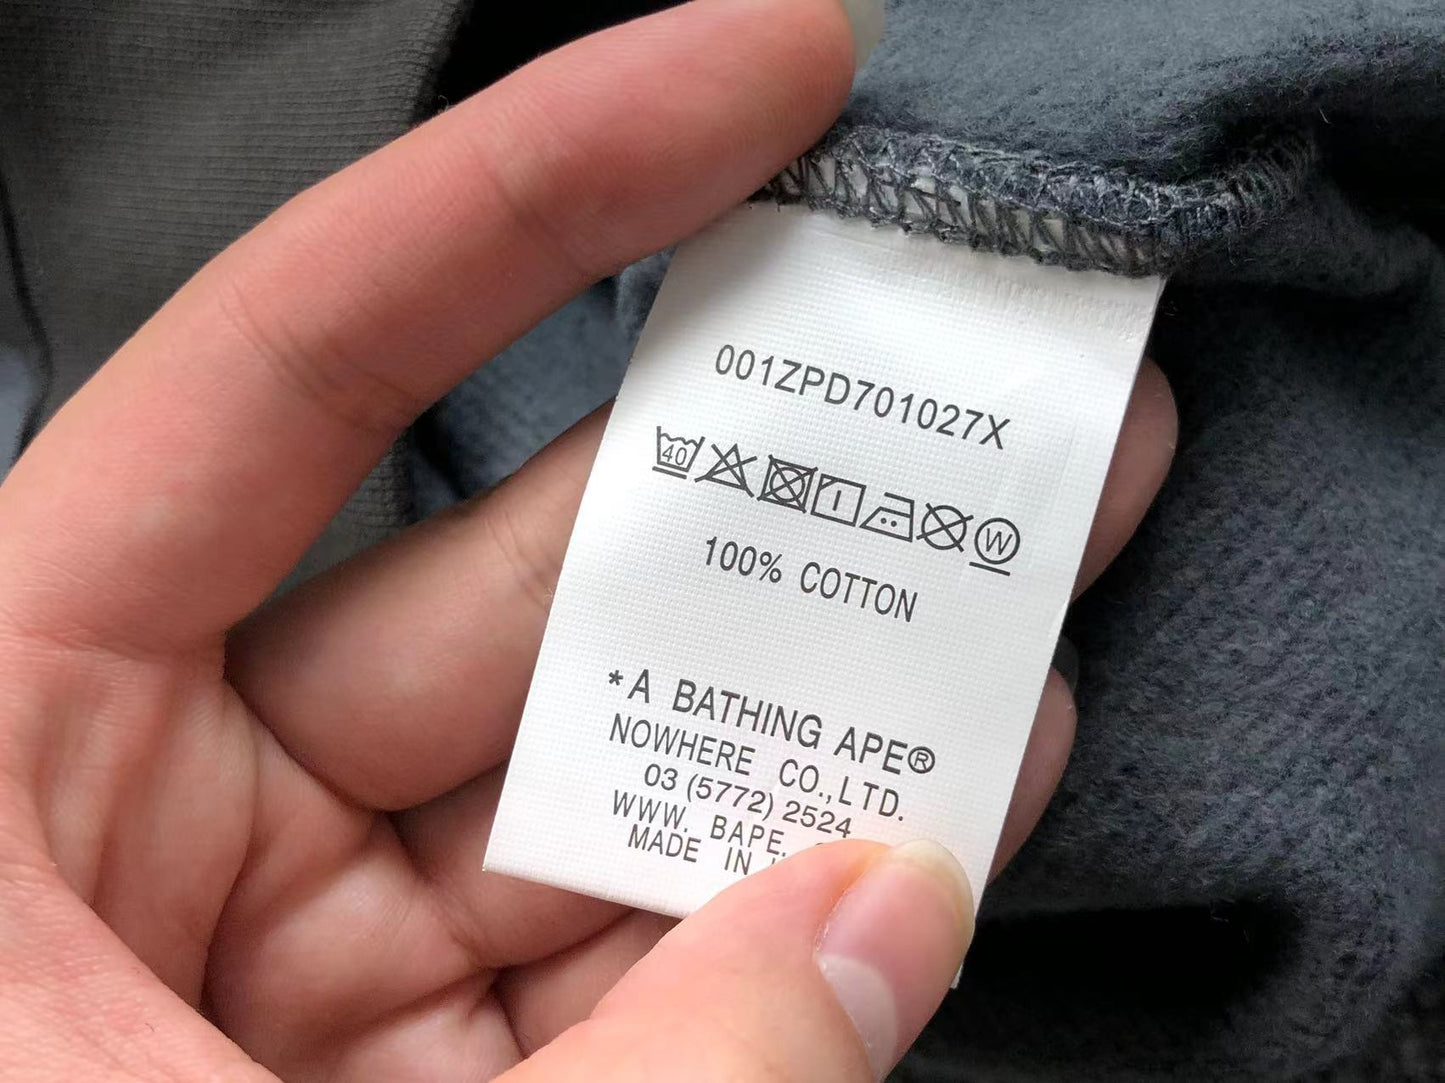 001ZPD701027X
40
W
100% COTTON
*A BATHING APE®
NOWHERE CO.,LTD.
03 (5772) 2524
WWW. BAPE.
MADE IN